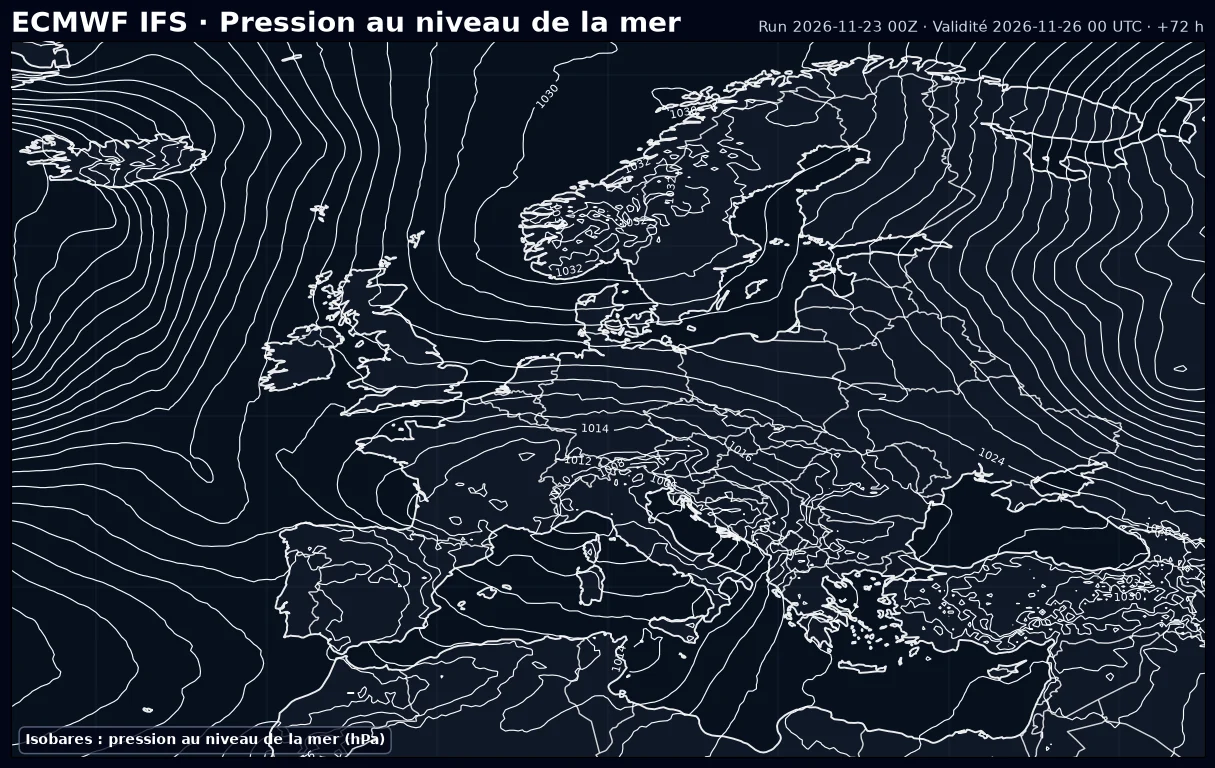 ECMWF IFS · Pression au niveau de la mer
Run 2026-11-23 00Z · Validité 2026-11-26 00 UTC · +72 h
1030
1032
1014
1012
1016
1024
1030
Isobares : pression au niveau de la mer (hPa)